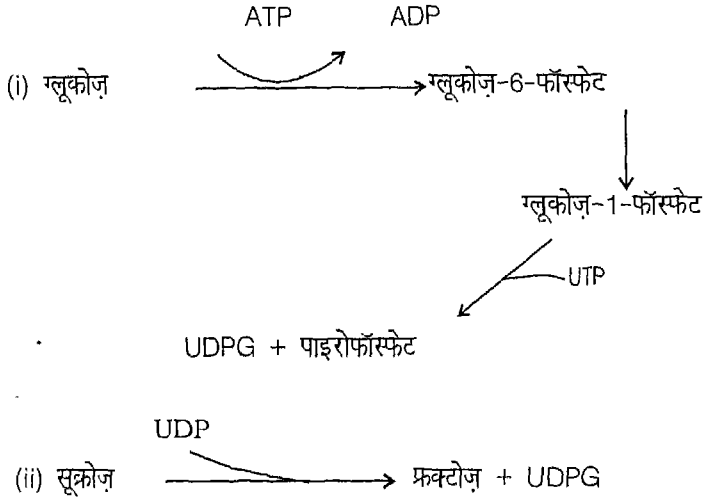 ATP ADP
(i) ग्लूकोज़ ग्लूकोज़-6-फॉस्फेट
ग्लूकोज़-1-फॉस्फेट
UTP
UDPG + पाइरोफॉस्फेट
UDP
(ii) सूक्रोज़ फ्रक्टोज़ + UDPG